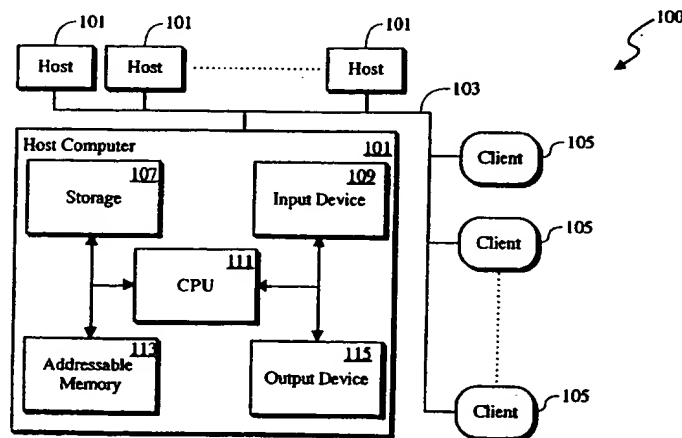 101 101 101 100
Host Host Host
103
Host Computer 101
107 109
Storage Input Device
Client 105
111
CPU
Client 105
113 115
Addressable
Memory Output Device
Client 105